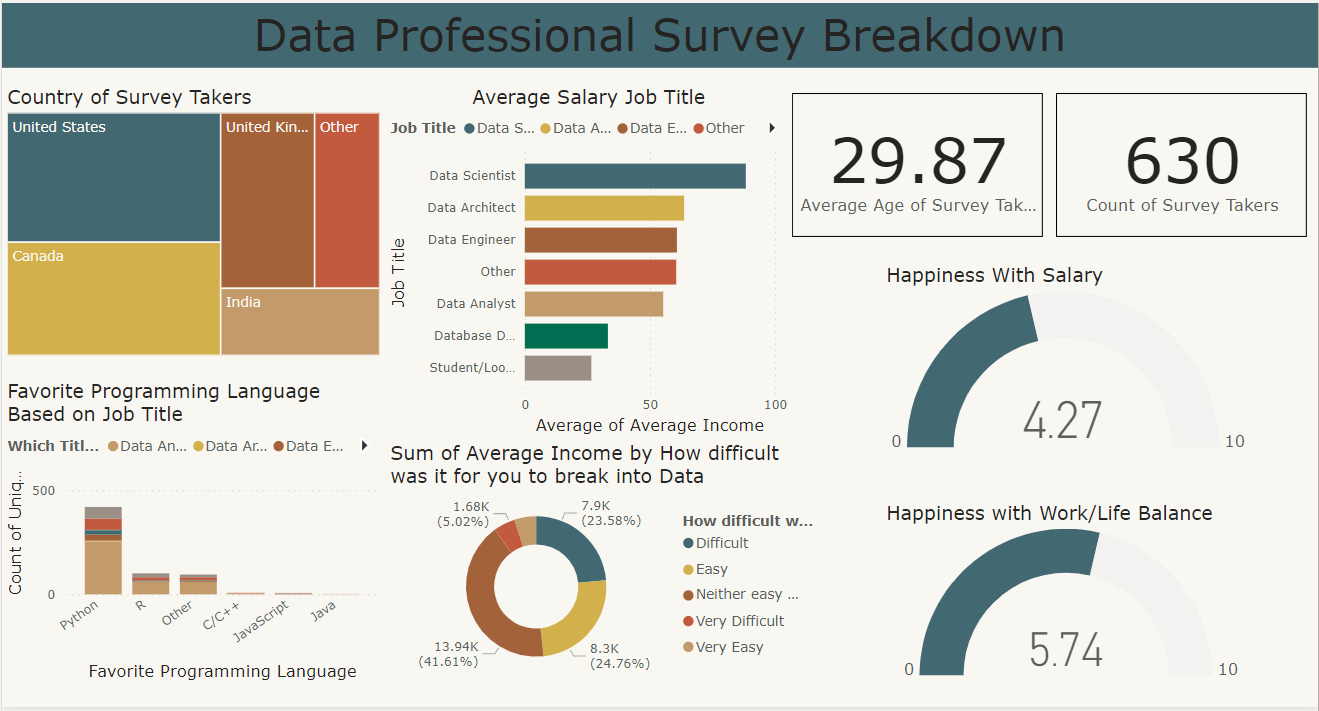 Data Professional Survey Breakdown
Country of Survey Takers
United States
United Kin...
Other
Canada
India
Average Salary Job Title
Job Title
Data S...
Data A...
Data E...
Other
Job Title
Data Scientist
Data Architect
Data Engineer
Other
Data Analyst
Database D...
Student/Loo...
0
50
100
Average of Average Income
29.87
Average Age of Survey Tak...
630
Count of Survey Takers
Happiness With Salary
4.27
0
10
Favorite Programming Language
Based on Job Title
Which Titl...
Data An...
Data Ar...
Data E...
Count of Uniq...
500
0
Python
R
Other
C/C++
JavaScript
Java
Favorite Programming Language
Sum of Average Income by How difficult
was it for you to break into Data
1.68K
(5.02%)
7.9K
(23.58%)
13.94K
(41.61%)
8.3K
(24.76%)
How difficult w...
Difficult
Easy
Neither easy ...
Very Difficult
Very Easy
Happiness with Work/Life Balance
5.74
0
10